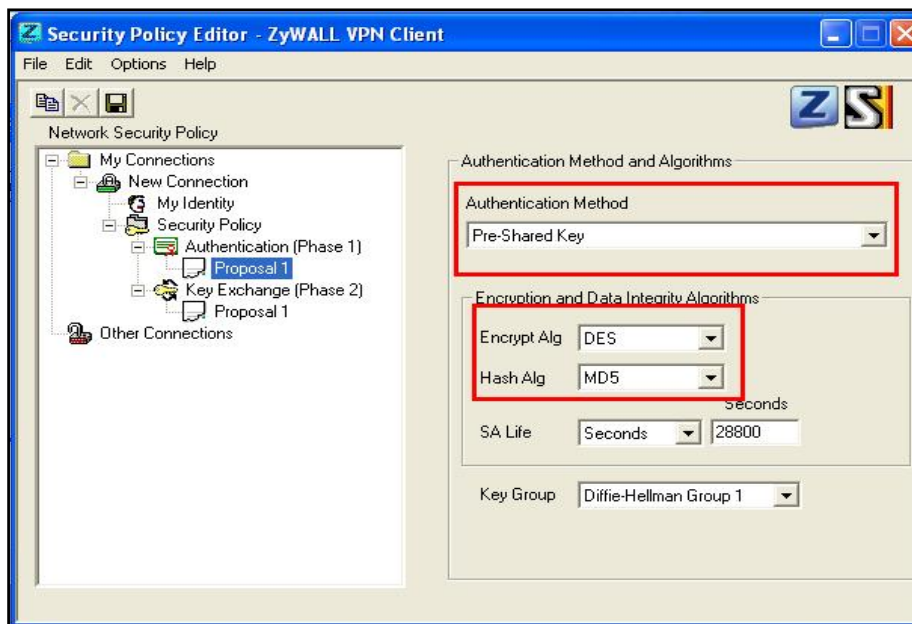 Security Policy Editor - ZyWALL VPN Client
File Edit Options Help
Network Security Policy
My Connections
New Connection
My Identity
Security Policy
Authentication (Phase 1)
Proposal 1
Key Exchange (Phase 2)
Proposal 1
Other Connections
Authentication Method and Algorithms
Authentication Method
Pre-Shared Key
Encryption and Data Integrity Algorithms
Encrypt Alg DES
Hash Alg MD5
Seconds
SA Life Seconds 28800
Key Group Diffie-Hellman Group 1